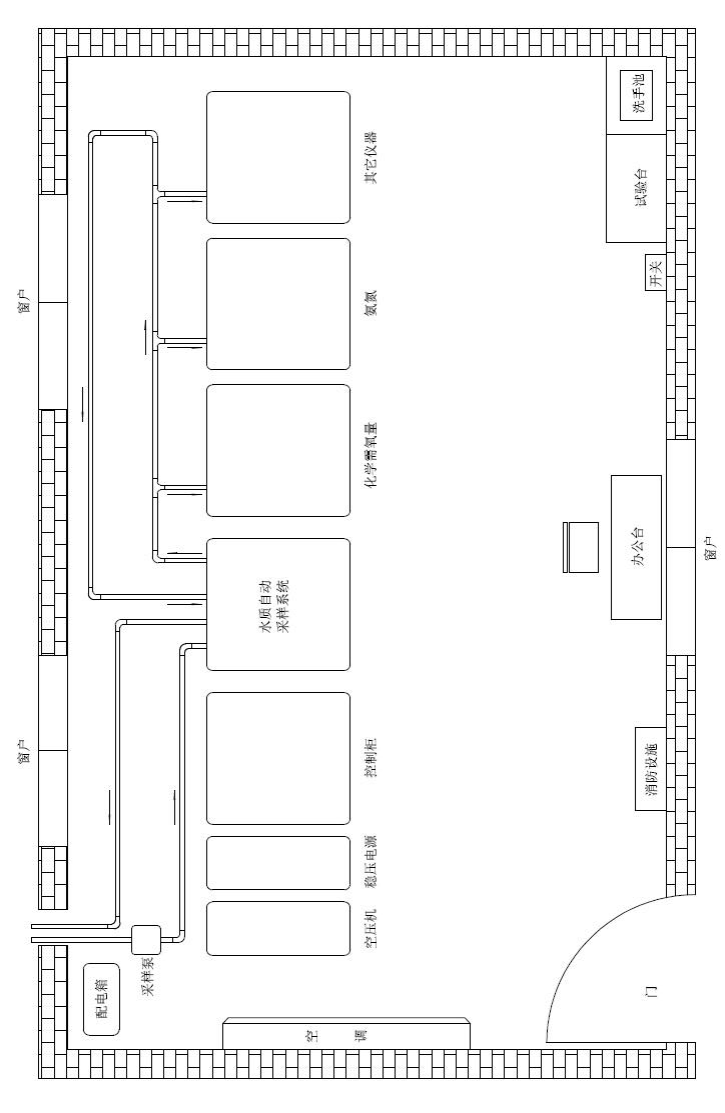 洗手池
试验台
开关
其它仪器
窗户
氨氮
化学需氧量
办公台
窗户
水质自动
采样系统
窗户
控制柜
消防设施
稳压电源
空压机
采样泵
配电箱
门
空 调